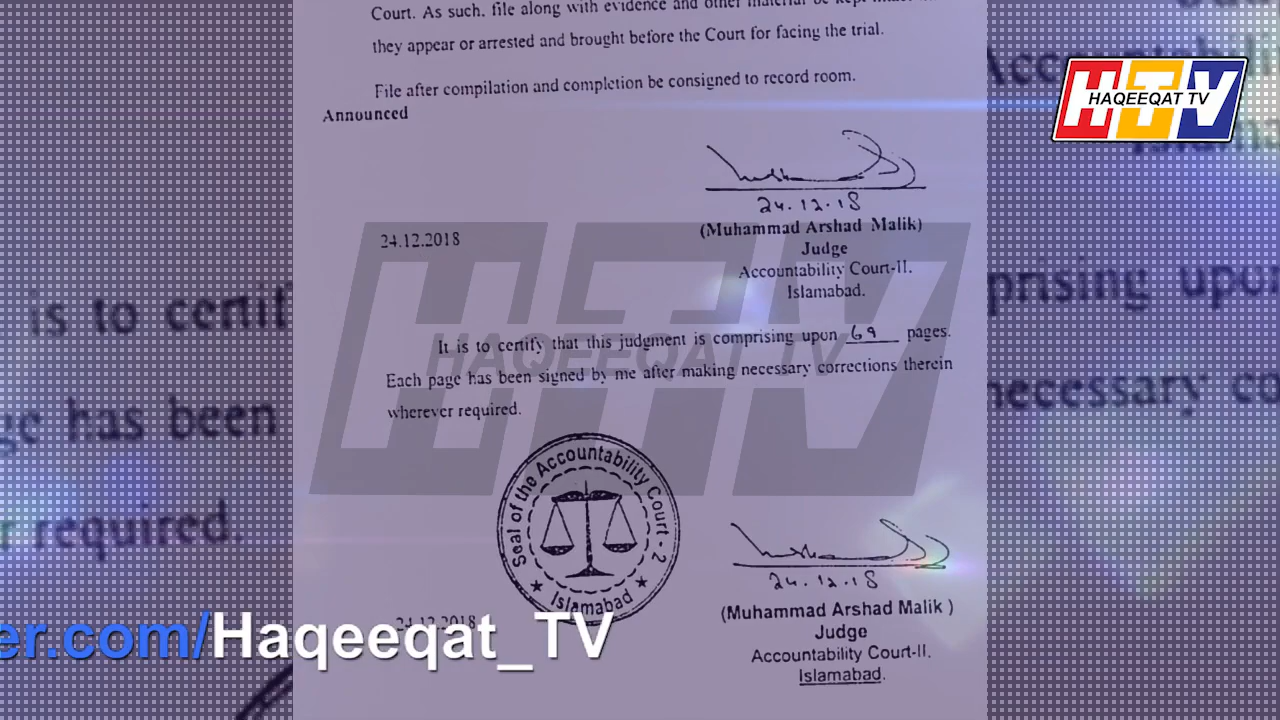 Court. As such. file along with evidence and other material be kept
they appear or arrested and brought before the Court for facing the trial.
File after compilation and completion be consigned to record room.
Announced
HTV
HAQEEQAT TV
24.12.18
(Muhammad Arshad Malik)
Judge
Accountability Court-II.
Islamabad.
24.12.2018
HTV
HAQEEQAT TV
It is to certify that this judgment is comprising upon 69 pages.
Each page has been signed by me after making necessary corrections therein
wherever required.
Seal of the Accountability Court - 2
Islamabad
24.12.18
(Muhammad Arshad Malik )
Judge
Accountability Court-II.
Islamabad.
24.12.2018
er.com/Haqeeqat_TV
is to certif
ge has been
r required.
prising upon
necessary co